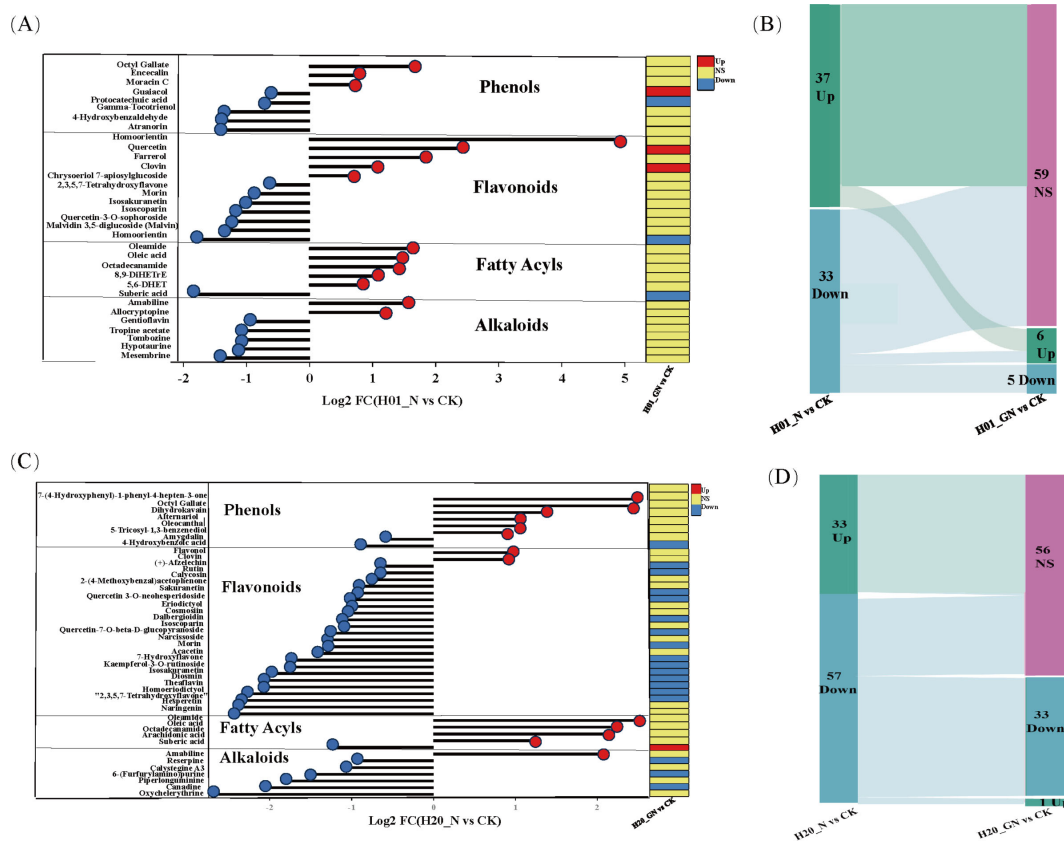 (A)
Octyl Gallate
Encecalin
Moracin C
Guaiacol
Protocatechuic acid
Gamma-Tocotrienol
4-Hydroxybenzaldehyde
Atranorin
Homoorientin
Quercetin
Farrerol
Clovin
Chrysoeriol 7-apiosylglucoside
2,3,5,7-Tetrahydroxyflavone
Morin
Isosakuranetin
Isoscoparin
Quercetin-3-O-sophoroside
Malvidin 3,5-diglucoside (Malvin)
Homoorientin
Oleamide
Oleic acid
Octadecanamide
8,9-DiHETrE
5,6-DHET
Suberic acid
Amabiline
Allocryptopine
Gentioflavin
Tropine acetate
Tombozine
Hypotaurine
Mesembrine
Phenols
Flavonoids
Fatty Acyls
Alkaloids
-2 -1 0 1 2 3 4 5
Log2 FC(H01_N vs CK)
H01_GN vs CK
Up
NS
Down
(B)
37
Up
33
Down
59
NS
6
Up
5 Down
H01_N vs CK
H01_GN vs CK
(C)
7-(4-Hydroxyphenyl)-1-phenyl-4-hepten-3-one
Octyl Gallate
Dihydrokavain
Alternariol
Oleocanthal
5-Tricosyl-1,3-benzenediol
Amygdalin
4-Hydroxybenzoic acid
Flavonol
Clovin
(+)-Afzelechin
Rutin
Calycosin
2-(4-Methoxybenzal)acetophenone
Sakuranetin
Quercetin 3-O-neohesperidoside
Eriodictyol
Cosmosiin
Dalbergioidin
Isoscoparin
Quercetin-7-O-beta-D-glucopyranoside
Narcissoside
Morin
Acacetin
7-Hydroxyflavone
Kaempferol-3-O-rutinoside
Isosakuranetin
Diosmin
Theaflavin
Homoeriodictyol
"2,3,5,7-Tetrahydroxyflavone"
Hesperetin
Naringenin
Oleamide
Oleic acid
Octadecanamide
Arachidonic acid
Suberic acid
Amabiline
Reserpine
Calystegine A3
6-(Furfurylamino)purine
Piperlonguminine
Canadine
Oxychelerythrine
Phenols
Flavonoids
Fatty Acyls
Alkaloids
-2 -1 0 1 2
Log2 FC(H20_N vs CK)
H20_GN vs CK
Up
NS
Down
(D)
33
Up
57
Down
56
NS
33
Down
1 Up
H20_N vs CK
H20_GN vs CK